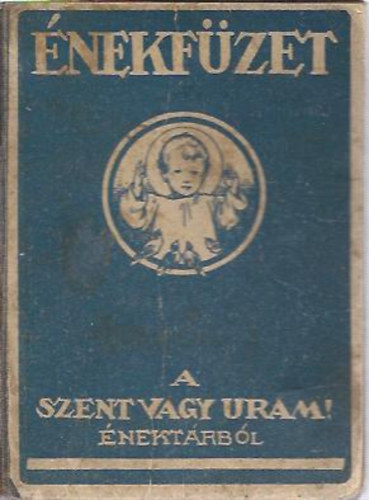 ÉNEKFÜZET
A
SZENT VAGY URAM!
ÉNEKTÁRBÓL